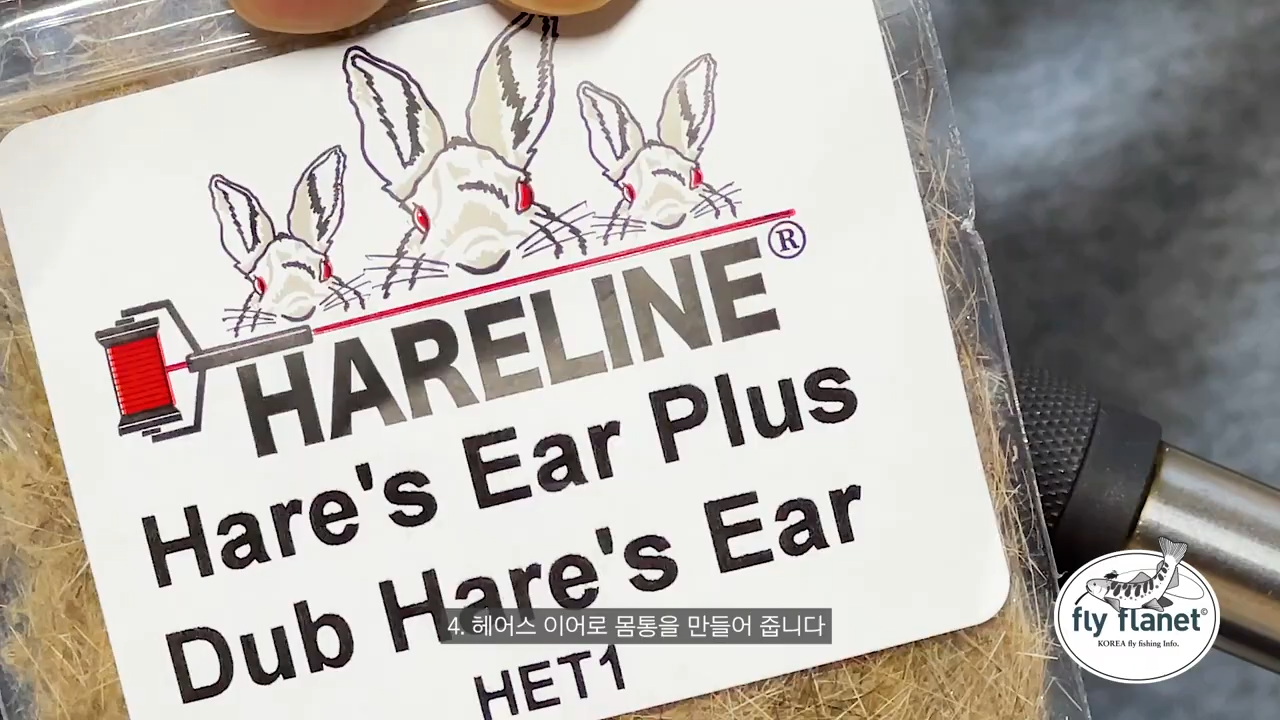 HARELINE®
Hare's Ear Plus
Dub Hare's Ear
HET1
4. 헤어스 이어로 몸통을 만들어 줍니다
fly flanet©
KOREA fly fishing Info.